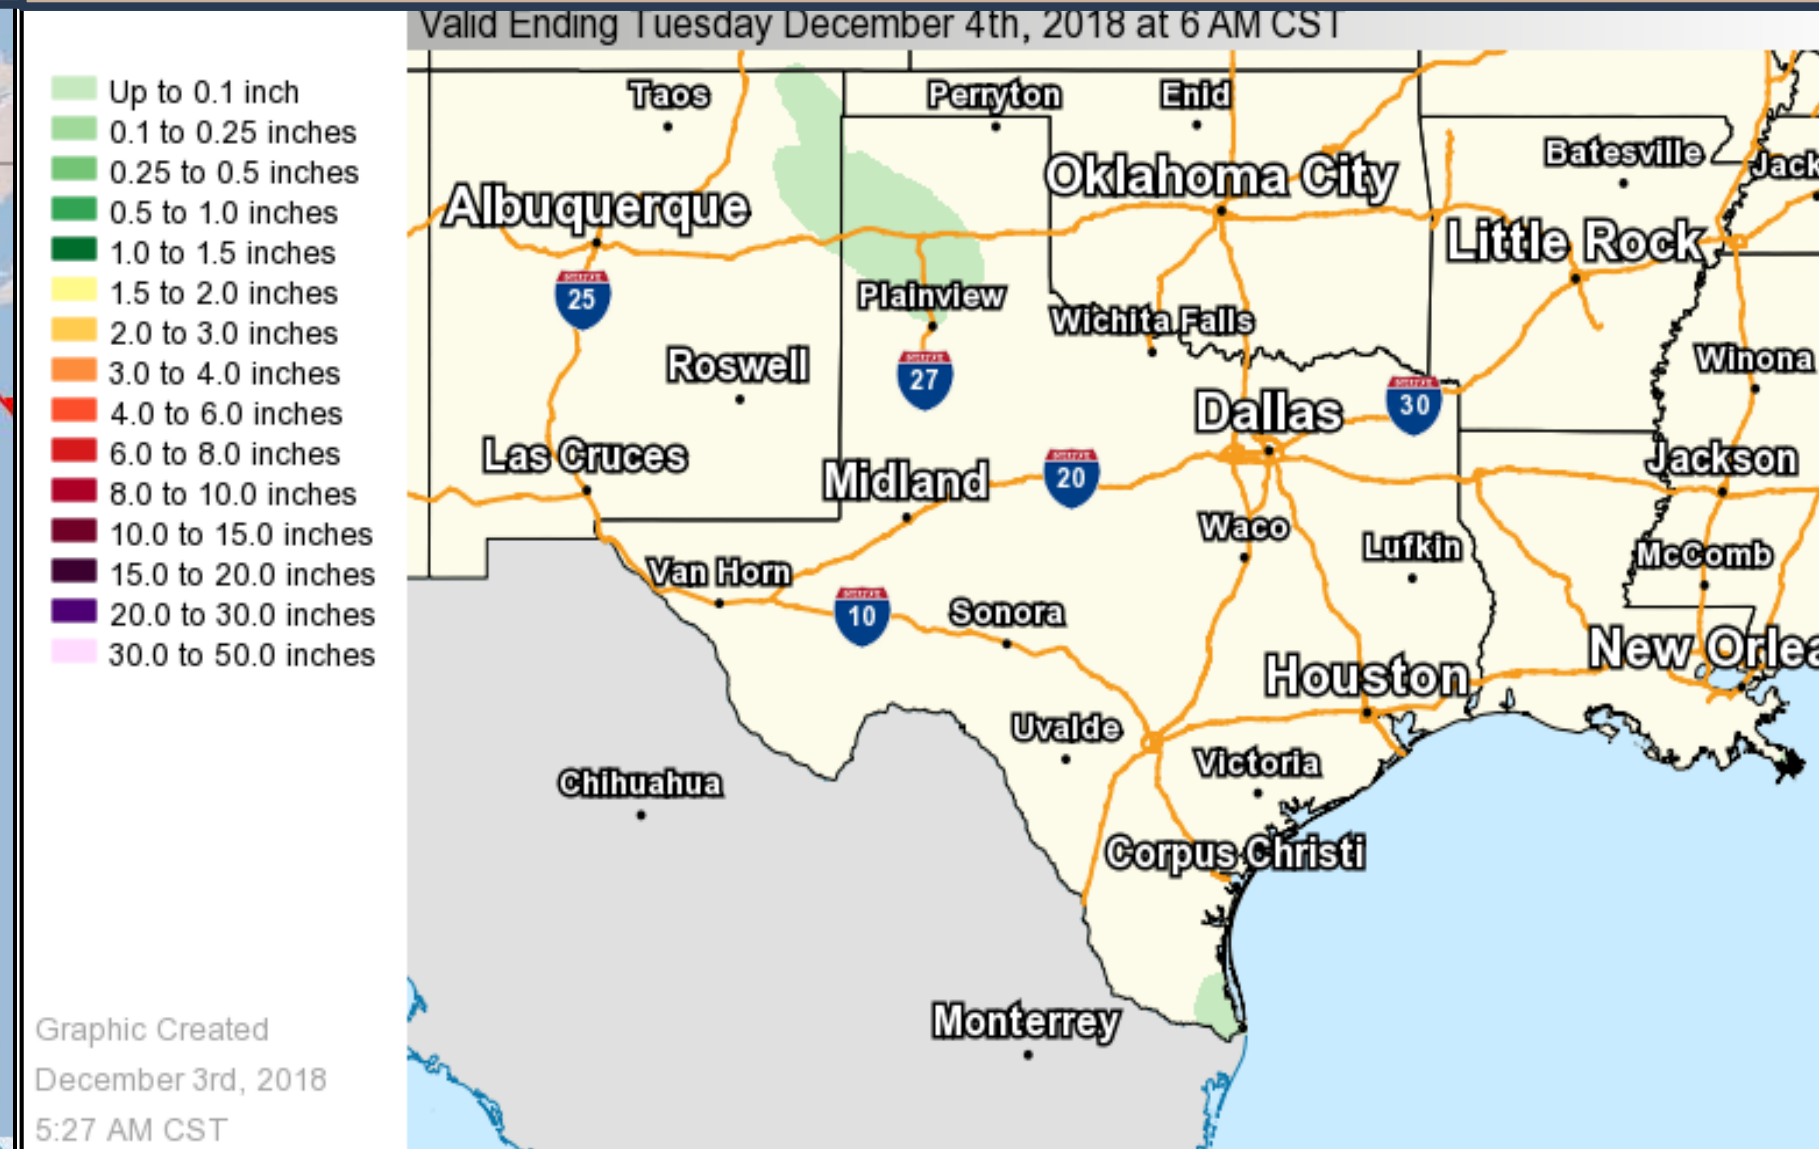 Valid Ending Tuesday December 4th, 2018 at 6 AM CST
Up to 0.1 inch
0.1 to 0.25 inches
0.25 to 0.5 inches
0.5 to 1.0 inches
1.0 to 1.5 inches
1.5 to 2.0 inches
2.0 to 3.0 inches
3.0 to 4.0 inches
4.0 to 6.0 inches
6.0 to 8.0 inches
8.0 to 10.0 inches
10.0 to 15.0 inches
15.0 to 20.0 inches
20.0 to 30.0 inches
30.0 to 50.0 inches
Graphic Created
December 3rd, 2018
5:27 AM CST
Taos
Perryton
Enid
Batesville
Jack
Oklahoma City
Albuquerque
Little Rock
25
Plainview
Wichita Falls
Winona
Roswell
27
30
Dallas
Las Cruces
Midland
20
Jackson
Waco
Lufkin
McComb
Van Horn
10
Sonora
New Orlea
Houston
Uvalde
Victoria
Chihuahua
Corpus Christi
Monterrey